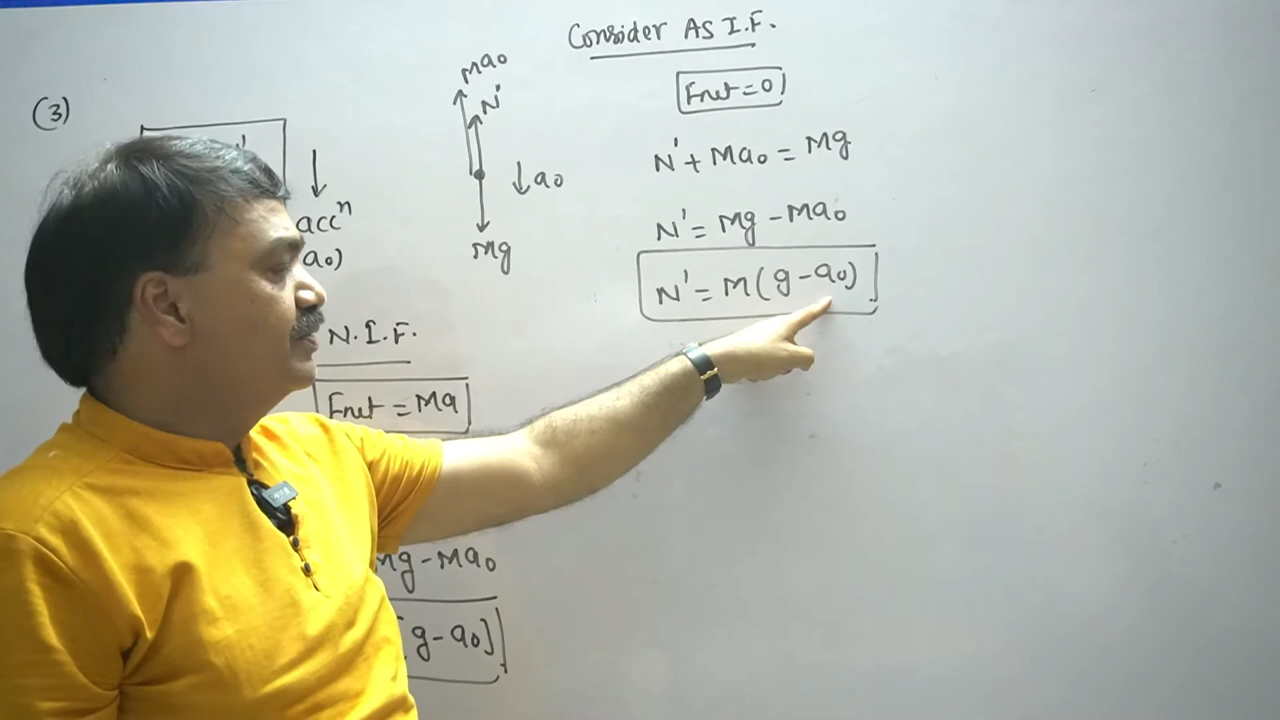 Consider As I.F.
(3)
Ma₀
N'
Fnet = 0
↓a₀
N' + Ma₀ = Mg
accⁿ
(a₀)
Mg
N' = Mg - Ma₀
N' = M(g - a₀)
N.I.F.
Fnet = Ma
Mg - Ma₀
[g - a₀]